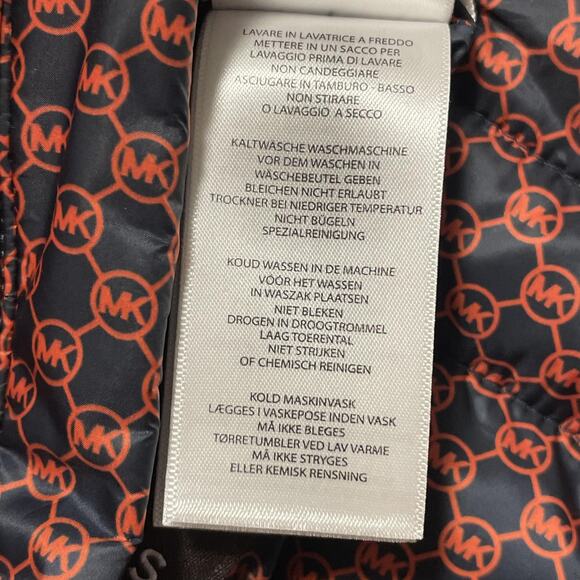 LAVARE IN LAVATRICE A FREDDO
METTERE IN UN SACCO PER
LAVAGGIO PRIMA DI LAVARE
NON CANDEGGIARE
ASCIUGARE IN TAMBURO - BASSO
NON STIRARE
O LAVAGGIO A SECCO
KALTWÄSCHE WASCHMASCHINE
VOR DEM WASCHEN IN
WÄSCHEBEUTEL GEBEN
BLEICHEN NICHT ERLAUBT
TROCKNER BEI NIEDRIGER TEMPERATUR
NICHT BÜGELN
SPEZIALREINIGUNG
KOUD WASSEN IN DE MACHINE
VÓÓR HET WASSEN
IN WASZAK PLAATSEN
NIET BLEKEN
DROGEN IN DROOGTROMMEL
LAAG TOERENTAL
NIET STRIJKEN
OF CHEMISCH REINIGEN
KOLD MASKINVASK
LÆGGES I VASKEPOSE INDEN VASK
MÅ IKKE BLEGES
TØRRETUMBLER VED LAV VARME
MÅ IKKE STRYGES
ELLER KEMISK RENSNING
MK